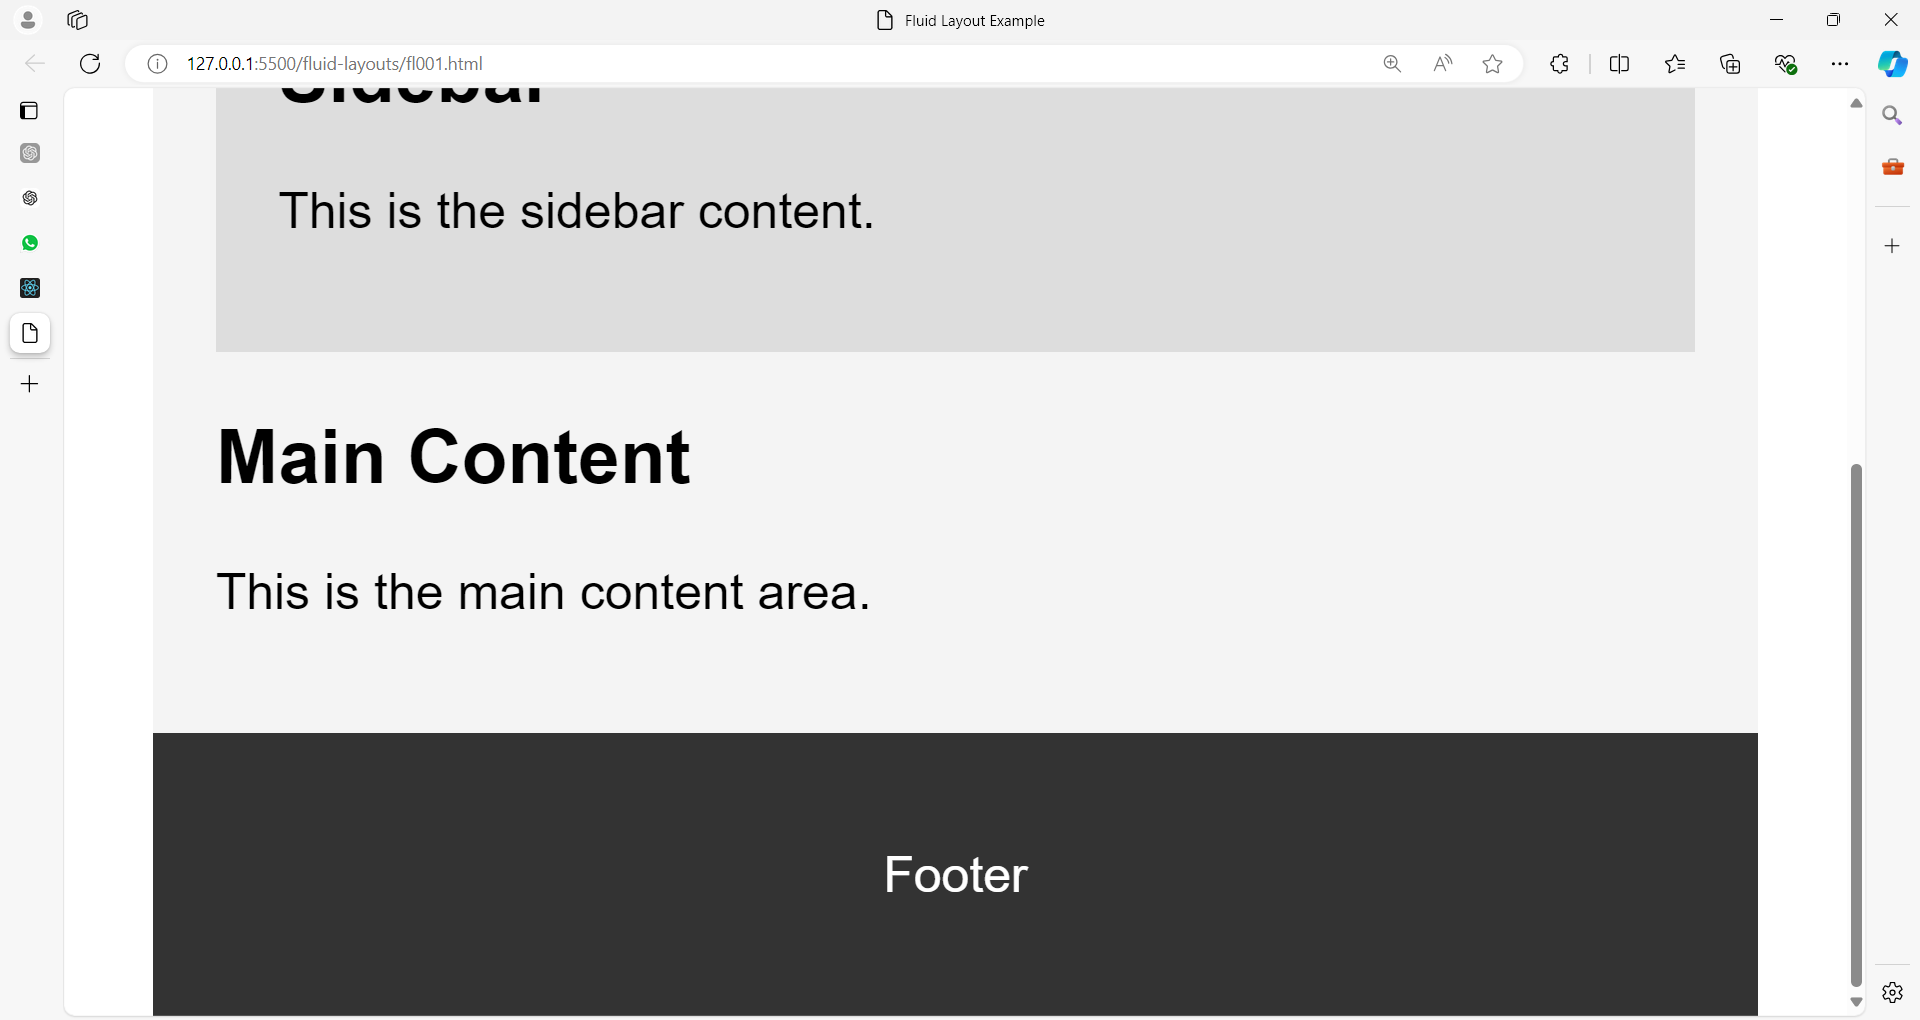 Fluid Layout Example
127.0.0.1:5500/fluid-layouts/fl001.html
Sidebar
This is the sidebar content.
Main Content
This is the main content area.
Footer